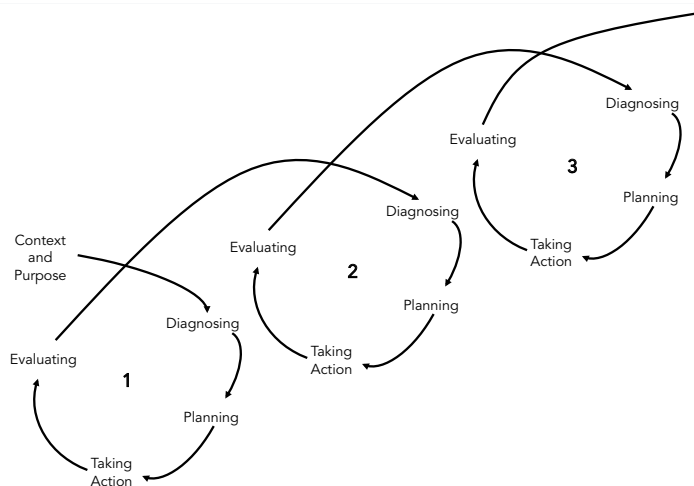 Context
and
Purpose
Diagnosing
Planning
Taking
Action
Evaluating
1
Diagnosing
Planning
Taking
Action
Evaluating
2
Diagnosing
Planning
Taking
Action
Evaluating
3